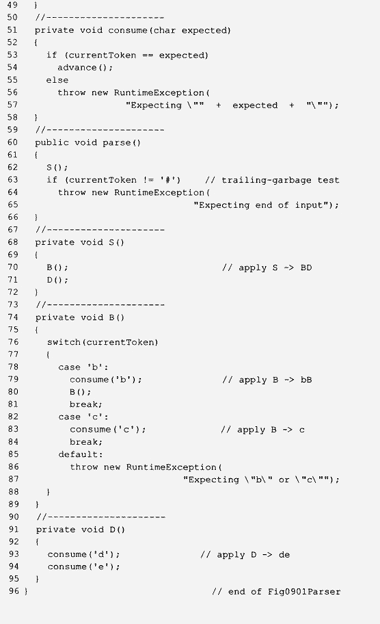 49 }
50 //---------------------
51 private void consume(char expected)
52 {
53 if (currentToken == expected)
54 advance();
55 else
56 throw new RuntimeException(
57 "Expecting \"" + expected + "\"");
58 }
59 //---------------------
60 public void parse()
61 {
62 S();
63 if (currentToken != '#') // trailing-garbage test
64 throw new RuntimeException(
65 "Expecting end of input");
66 }
67 //---------------------
68 private void S()
69 {
70 B(); // apply S -> BD
71 D();
72 }
73 //---------------------
74 private void B()
75 {
76 switch(currentToken)
77 {
78 case 'b':
79 consume('b'); // apply B -> bB
80 B();
81 break;
82 case 'c':
83 consume('c'); // apply B -> c
84 break;
85 default:
86 throw new RuntimeException(
87 "Expecting \"b\" or \"c\"");
88 }
89 }
90 //---------------------
91 private void D()
92 {
93 consume('d'); // apply D -> de
94 consume('e');
95 }
96 } // end of Fig0901Parser